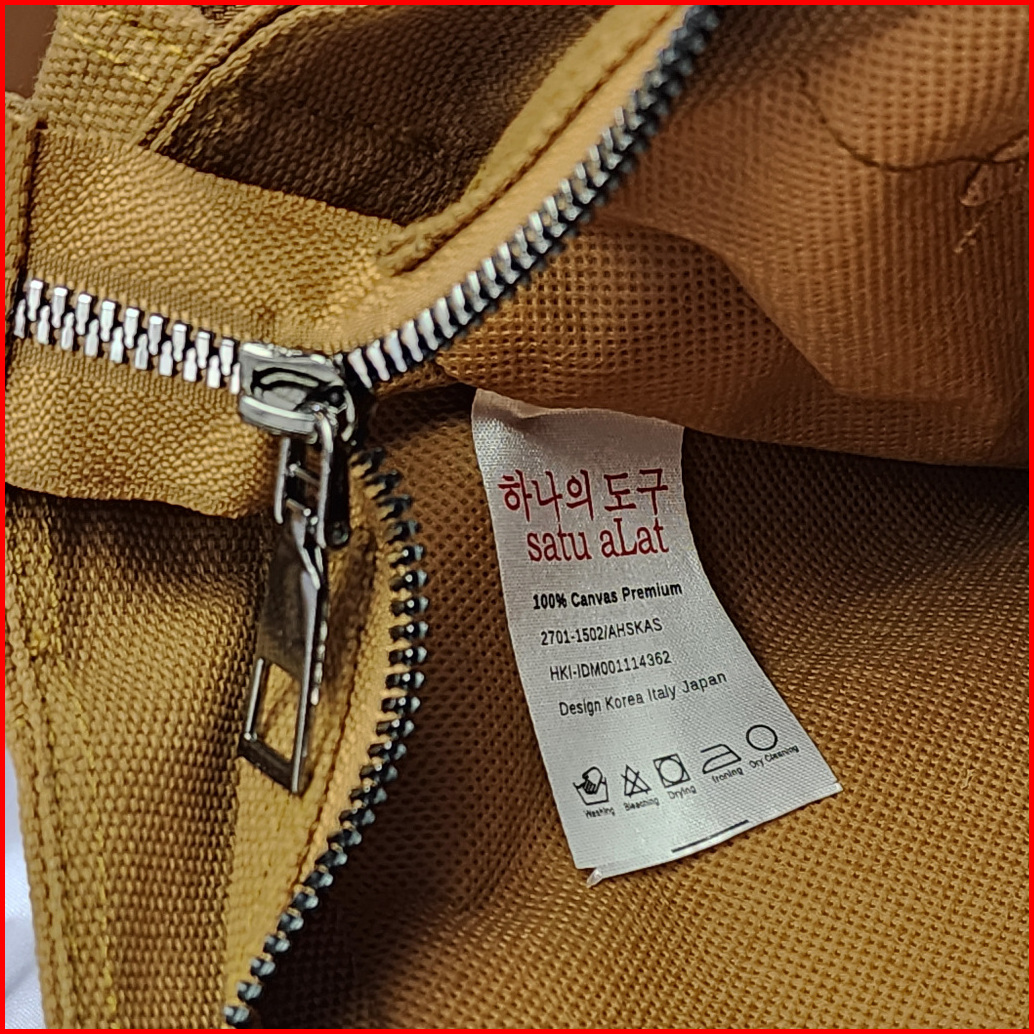 하나의 도구
satu aLat
100% Canvas Premium
2701-1502/AHSKAS
HKI-IDM001114362
Design Korea Italy Japan
Washing Bleaching Drying Ironing Dry Cleaning